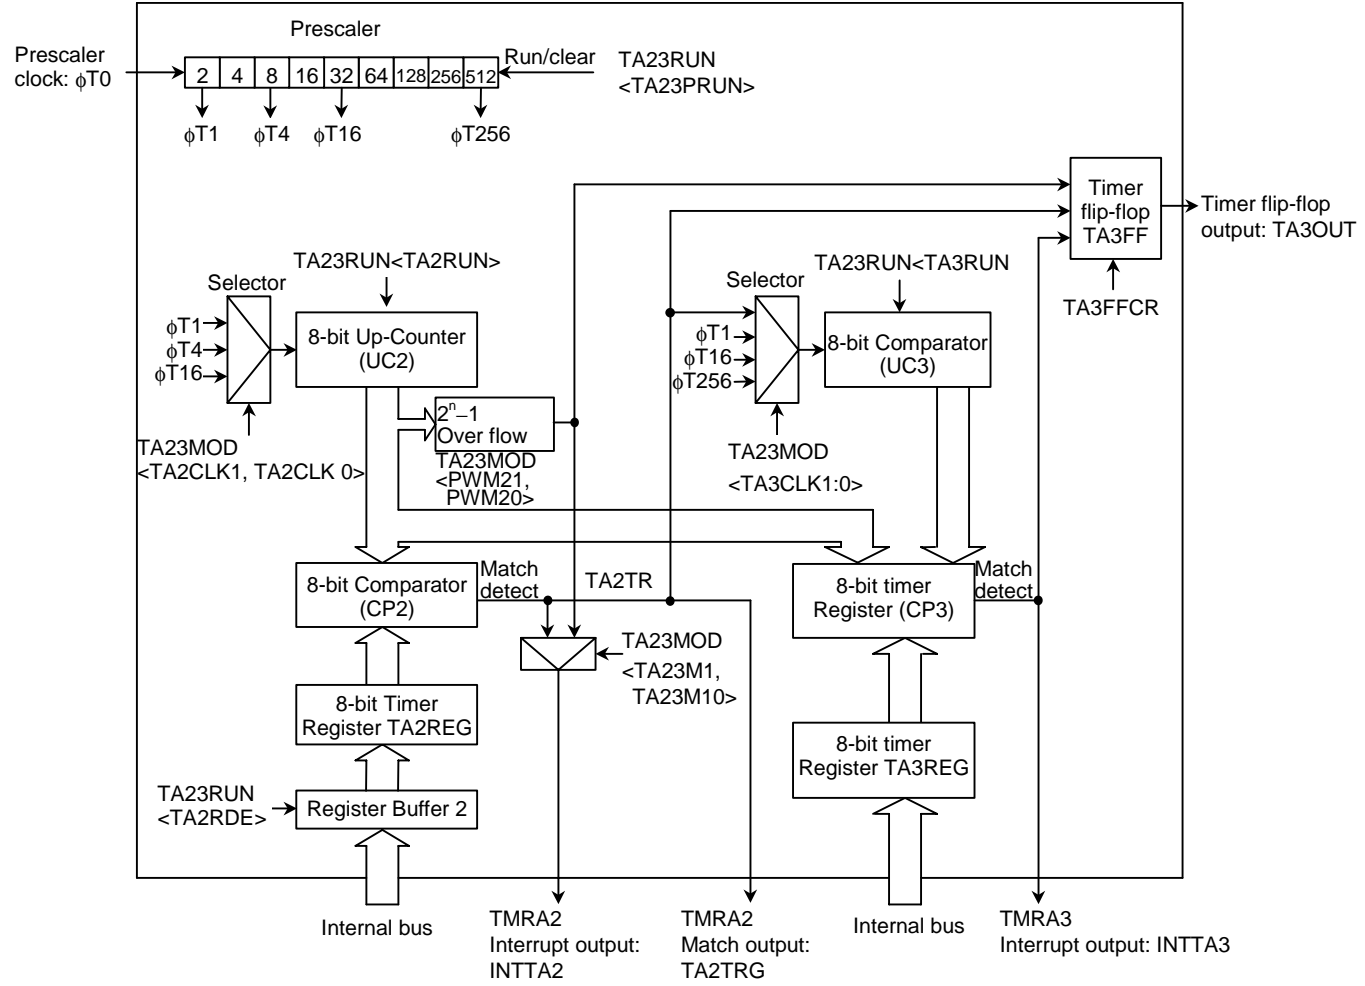 Prescaler
Prescaler
clock: ϕT0
2 4 8 16 32 64 128 256 512
Run/clear
TA23RUN
<TA23PRUN>
ϕT1
ϕT4
ϕT16
ϕT256
Timer
flip-flop
TA3FF
Timer flip-flop
output: TA3OUT
TA3FFCR
TA23RUN<TA2RUN>
Selector
ϕT1
ϕT4
ϕT16
8-bit Up-Counter
(UC2)
TA23MOD
<TA2CLK1, TA2CLK 0>
2ⁿ–1
Over flow
TA23MOD
<PWM21,
PWM20>
TA23RUN<TA3RUN
Selector
ϕT1
ϕT16
ϕT256
8-bit Comparator
(UC3)
TA23MOD
<TA3CLK1:0>
8-bit Comparator
(CP2)
Match
detect
TA2TR
8-bit timer
Register (CP3)
Match
detect
TA23MOD
<TA23M1,
TA23M10>
8-bit Timer
Register TA2REG
8-bit timer
Register TA3REG
TA23RUN
<TA2RDE>
Register Buffer 2
Internal bus
TMRA2
Interrupt output:
INTTA2
TMRA2
Match output:
TA2TRG
Internal bus
TMRA3
Interrupt output: INTTA3